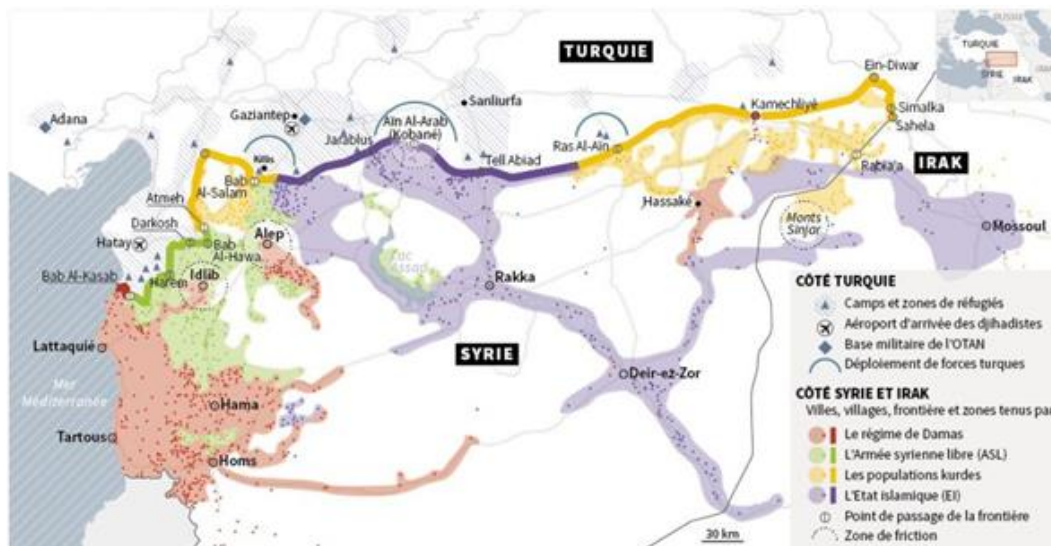 TURQUIE
Adana
Gaziantep
Sanliurfa
Kilis
Jarablus
Aïn Al-Arab
(Kobané)
Tell Abiad
Ras Al-Aïn
Kamechliyé
Ein-Diwar
Simalka
Sahela
Rabia'a
IRAK
Mossoul
Monts
Sinjar
Hassaké
Bab
Al-Salam
Atmeh
Darkosh
Hatay
Bab Al-Kasab
Harem
Bab
Al-Hawa
Idlib
Alep
Lac
Assad
Rakka
SYRIE
Deir-ez-Zor
Lattaquié
Mer
Méditerranée
Tartous
Hama
Homs
30 km
TURQUIE
SYRIE
IRAK
CÔTÉ TURQUIE
Camps et zones de réfugiés
Aéroport d'arrivée des djihadistes
Base militaire de l'OTAN
Déploiement de forces turques
CÔTÉ SYRIE ET IRAK
Villes, villages, frontière et zones tenus par
Le régime de Damas
L'Armée syrienne libre (ASL)
Les populations kurdes
L'Etat islamique (EI)
Point de passage de la frontière
Zone de friction